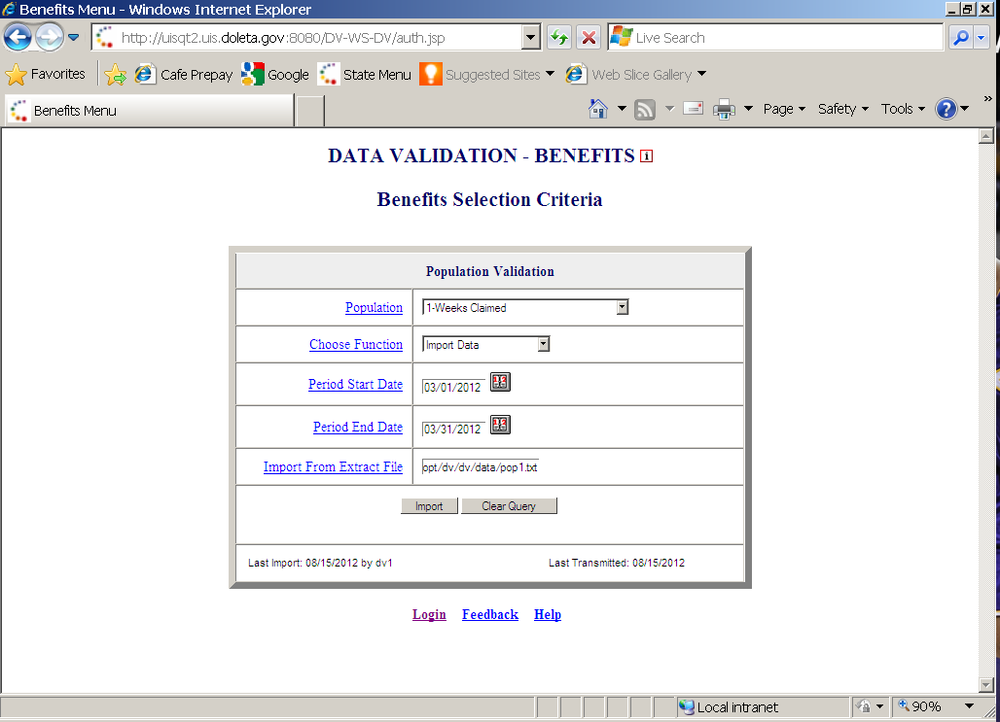 Benefits Menu - Windows Internet Explorer
http://uisqt2.uis.doleta.gov:8080/DV-WS-DV/auth.jsp
Live Search
Favorites
Cafe Prepay
Google
State Menu
Suggested Sites
Web Slice Gallery
Benefits Menu
Page
Safety
Tools
»
DATA VALIDATION - BENEFITS i
Benefits Selection Criteria
Population Validation
Population 1-Weeks Claimed
Choose Function Import Data
Period Start Date 03/01/2012
Period End Date 03/31/2012
Import From Extract File opt/dv/dv/data/pop1.txt
Import Clear Query
Last Import: 08/15/2012 by dv1 Last Transmitted: 08/15/2012
Login Feedback Help
Local intranet 90%